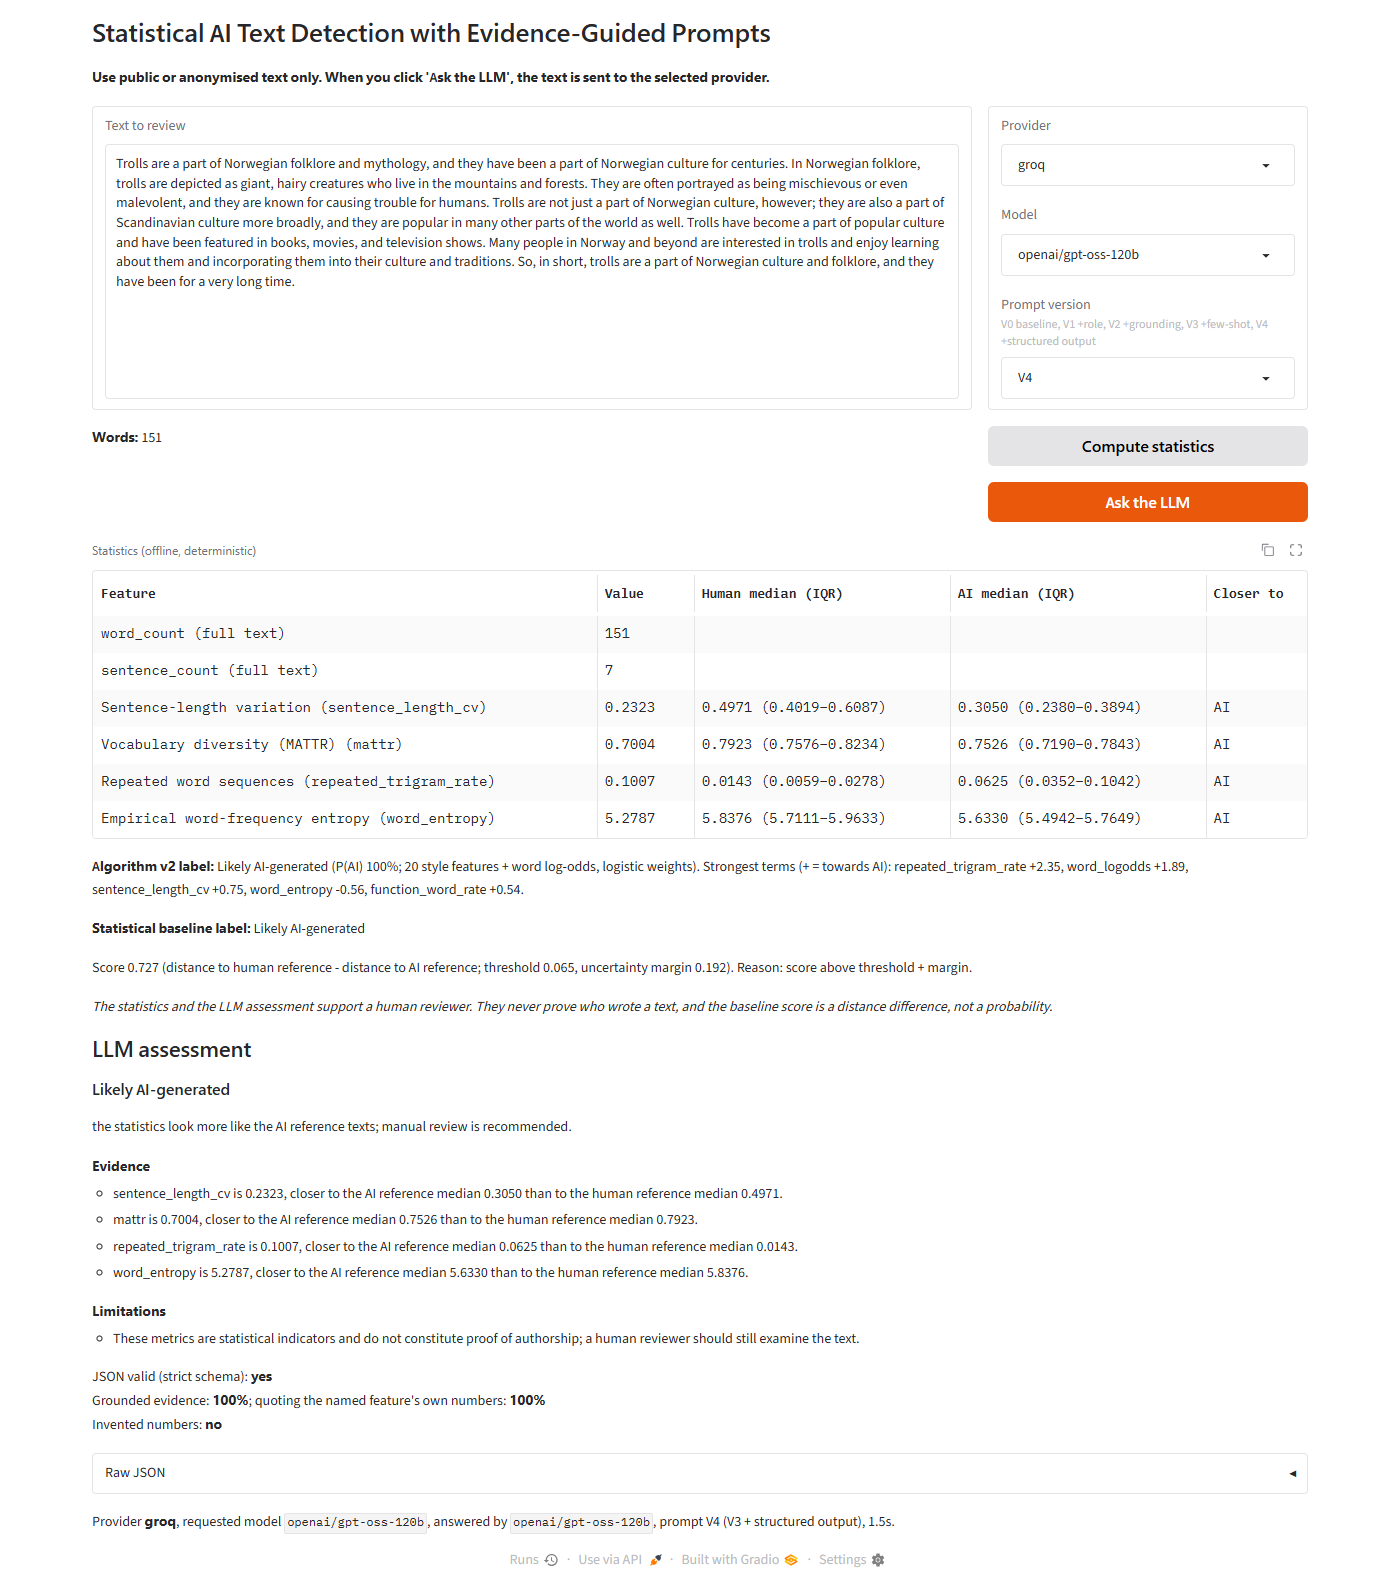 Statistical AI Text Detection with Evidence-Guided Prompts
Use public or anonymised text only. When you click 'Ask the LLM', the text is sent to the selected provider.
Text to review
Trolls are a part of Norwegian folklore and mythology, and they have been a part of Norwegian culture for centuries. In Norwegian folklore,
trolls are depicted as giant, hairy creatures who live in the mountains and forests. They are often portrayed as being mischievous or even
malevolent, and they are known for causing trouble for humans. Trolls are not just a part of Norwegian culture, however; they are also a part of
Scandinavian culture more broadly, and they are popular in many other parts of the world as well. Trolls have become a part of popular culture
and have been featured in books, movies, and television shows. Many people in Norway and beyond are interested in trolls and enjoy learning
about them and incorporating them into their culture and traditions. So, in short, trolls are a part of Norwegian culture and folklore, and they
have been for a very long time.
Provider
groq
Model
openai/gpt-oss-120b
Prompt version
V0 baseline, V1 +role, V2 +grounding, V3 +few-shot, V4
+structured output
V4
Words: 151
Compute statistics
Ask the LLM
Statistics (offline, deterministic)
Feature Value Human median (IQR) AI median (IQR) Closer to
word_count (full text) 151
sentence_count (full text) 7
Sentence-length variation (sentence_length_cv) 0.2323 0.4971 (0.4019–0.6087) 0.3050 (0.2380–0.3894) AI
Vocabulary diversity (MATTR) (mattr) 0.7004 0.7923 (0.7576–0.8234) 0.7526 (0.7190–0.7843) AI
Repeated word sequences (repeated_trigram_rate) 0.1007 0.0143 (0.0059–0.0278) 0.0625 (0.0352–0.1042) AI
Empirical word-frequency entropy (word_entropy) 5.2787 5.8376 (5.7111–5.9633) 5.6330 (5.4942–5.7649) AI
Algorithm v2 label: Likely AI-generated (P(AI) 100%; 20 style features + word log-odds, logistic weights). Strongest terms (+ = towards AI): repeated_trigram_rate +2.35, word_logodds +1.89,
sentence_length_cv +0.75, word_entropy -0.56, function_word_rate +0.54.
Statistical baseline label: Likely AI-generated
Score 0.727 (distance to human reference - distance to AI reference; threshold 0.065, uncertainty margin 0.192). Reason: score above threshold + margin.
The statistics and the LLM assessment support a human reviewer. They never prove who wrote a text, and the baseline score is a distance difference, not a probability.
LLM assessment
Likely AI-generated
the statistics look more like the AI reference texts; manual review is recommended.
Evidence
sentence_length_cv is 0.2323, closer to the AI reference median 0.3050 than to the human reference median 0.4971.
mattr is 0.7004, closer to the AI reference median 0.7526 than to the human reference median 0.7923.
repeated_trigram_rate is 0.1007, closer to the AI reference median 0.0625 than to the human reference median 0.0143.
word_entropy is 5.2787, closer to the AI reference median 5.6330 than to the human reference median 5.8376.
Limitations
These metrics are statistical indicators and do not constitute proof of authorship; a human reviewer should still examine the text.
JSON valid (strict schema): yes
Grounded evidence: 100%; quoting the named feature's own numbers: 100%
Invented numbers: no
Raw JSON
Provider groq, requested model openai/gpt-oss-120b, answered by openai/gpt-oss-120b, prompt V4 (V3 + structured output), 1.5s.
Runs · Use via API · Built with Gradio · Settings